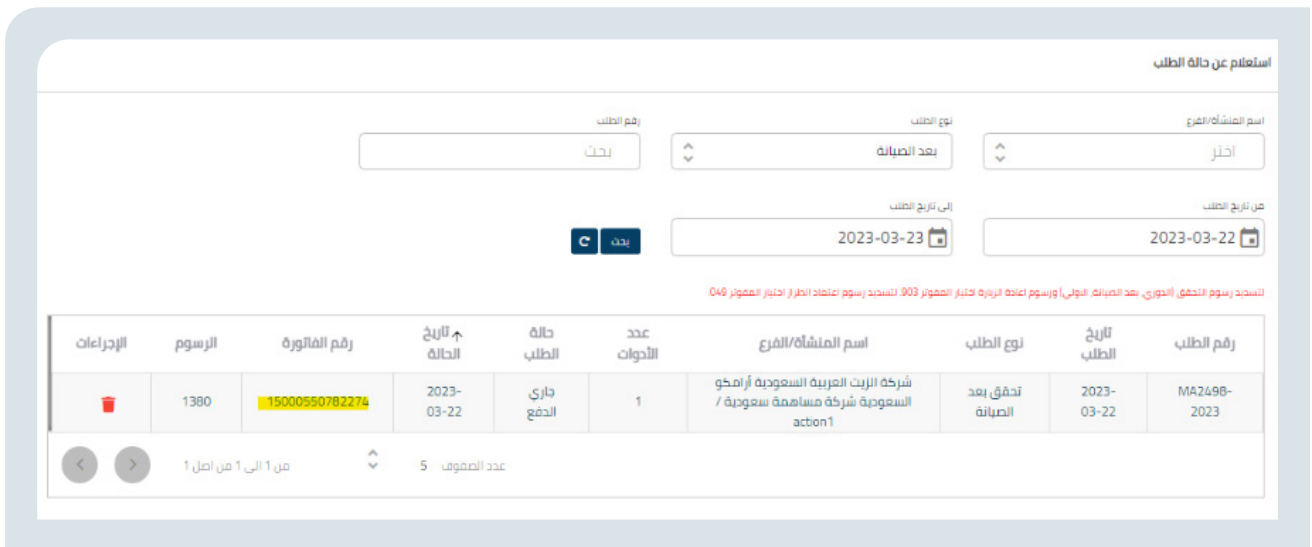 استعلام عن حالة الطلب
اسم المنشأة/الفرع
نوع الطلب
رقم الطلب
اختر
بعد الصيانة
بحث
من تاريخ الطلب
إلى تاريخ الطلب
2023-03-22
2023-03-23
بحث
لتسديد رسوم التحقق (الدوري، بعد الصيانة، الاولي) ورسوم اعادة الزيارة اختيار المفوتر 903. لتسديد رسوم اعتماد الطراز اختيار المفوتر 049.
رقم الطلب
تاريخ
الطلب
نوع الطلب
اسم المنشأة/الفرع
عدد
الأدوات
حالة
الطلب
تاريخ
الحالة
رقم الفاتورة
الرسوم
الإجراءات
MA2498-
2023
2023-
03-22
تحقق بعد
الصيانة
شركة الزيت العربية السعودية أرامكو
السعودية شركة مساهمة سعودية /
action1
1
جاري
الدفع
2023-
03-22
15000550782274
1380
عدد الصفوف 5
من 1 الى 1 من اصل 1